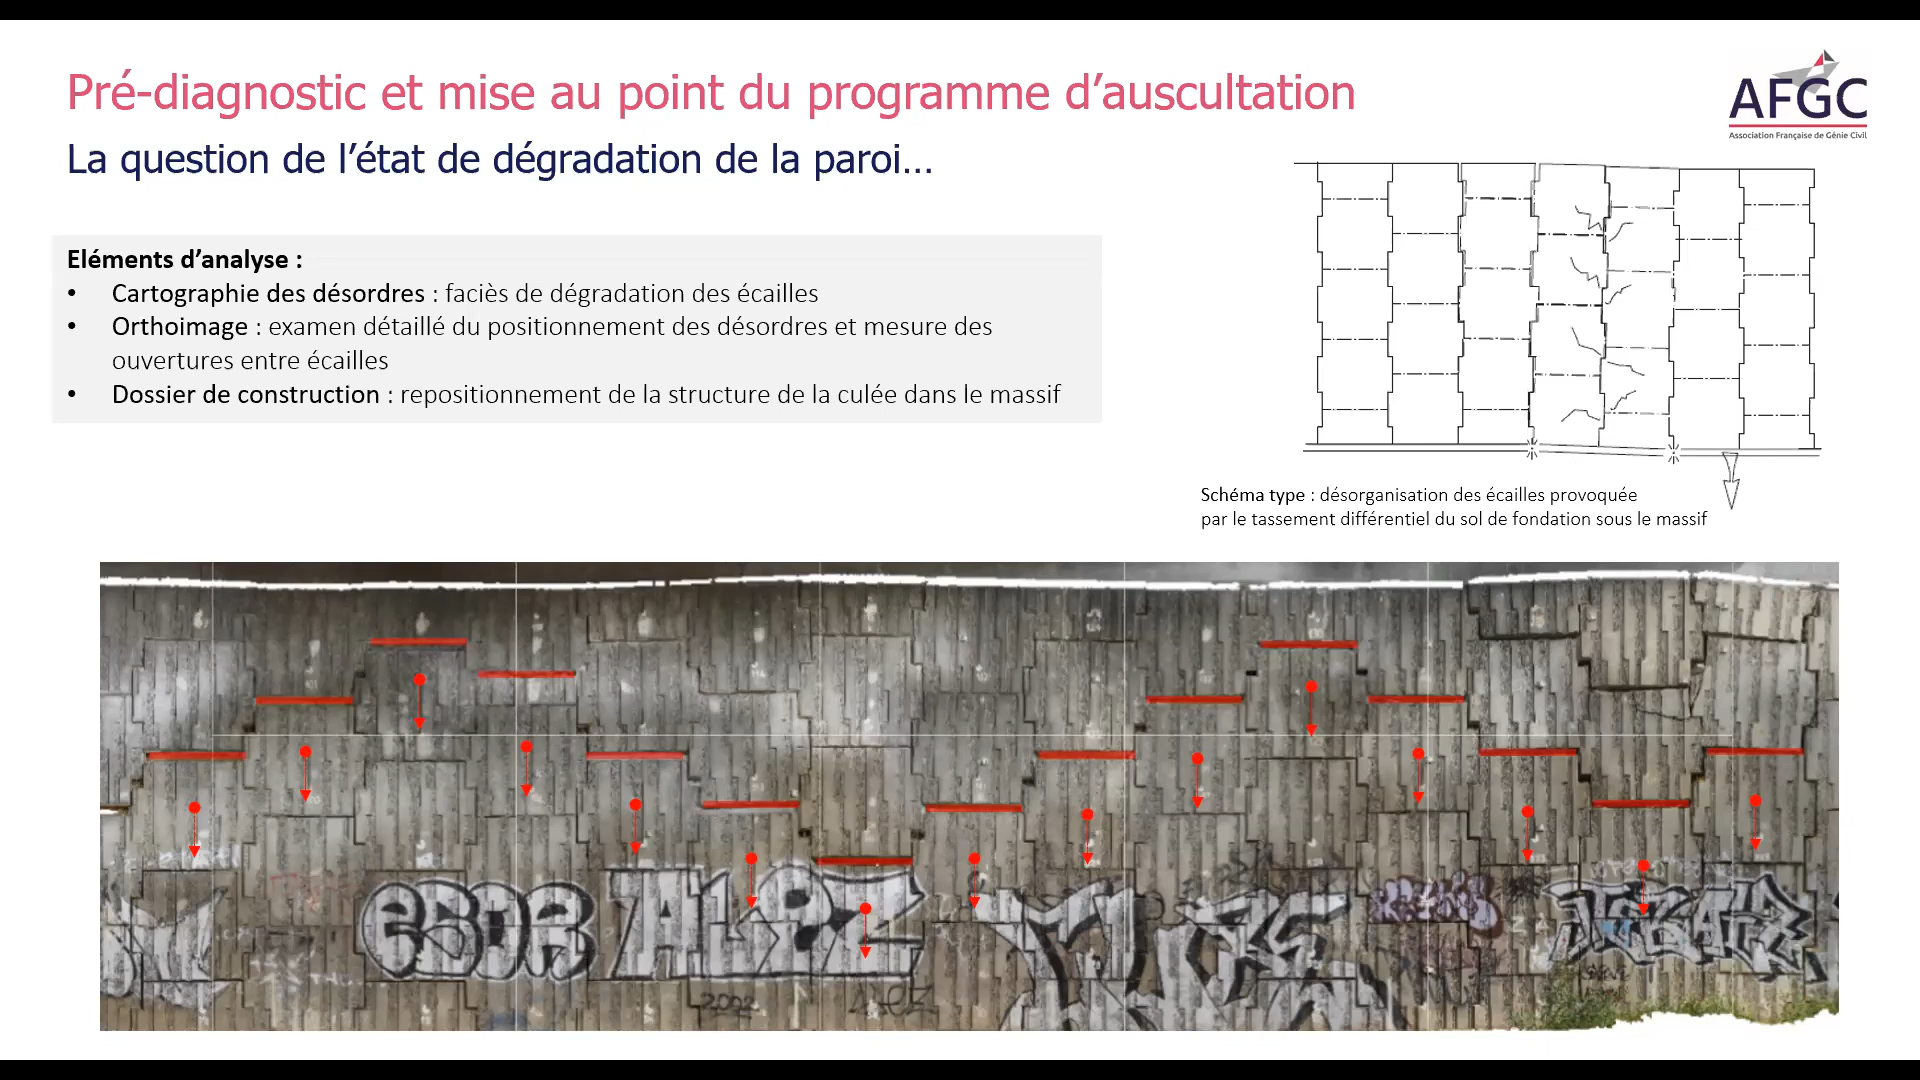 Pré-diagnostic et mise au point du programme d’auscultation
AFGC
Association Française de Génie Civil
La question de l’état de dégradation de la paroi...
Eléments d’analyse :
• Cartographie des désordres : faciès de dégradation des écailles
• Orthoimage : examen détaillé du positionnement des désordres et mesure des
ouvertures entre écailles
• Dossier de construction : repositionnement de la structure de la culée dans le massif
Schéma type : désorganisation des écailles provoquée
par le tassement différentiel du sol de fondation sous le massif
ESOR ALEZ
2002